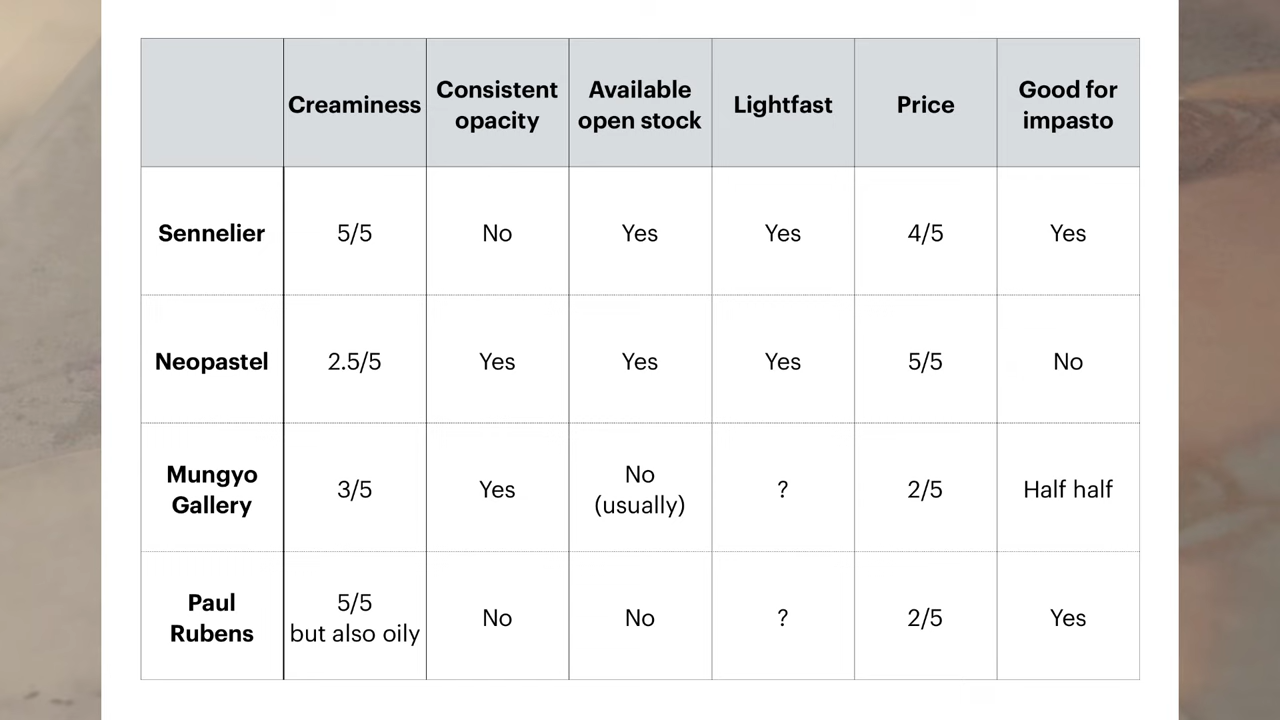 Creaminess
Consistent
opacity
Available
open stock
Lightfast
Price
Good for
impasto
Sennelier
5/5
No
Yes
Yes
4/5
Yes
Neopastel
2.5/5
Yes
Yes
Yes
5/5
No
Mungyo
Gallery
3/5
Yes
No
(usually)
?
2/5
Half half
Paul
Rubens
5/5
but also oily
No
No
?
2/5
Yes